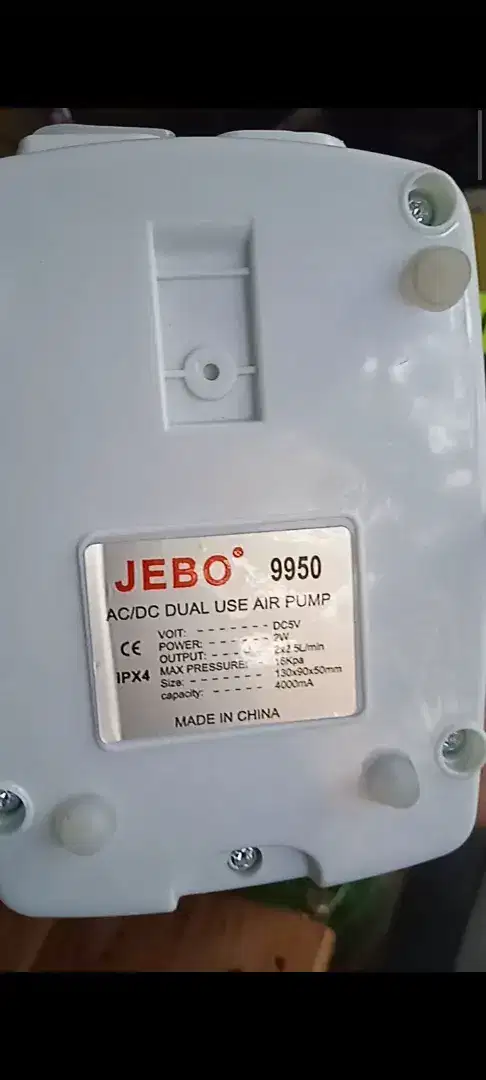 JEBO® 9950
AC/DC DUAL USE AIR PUMP
CE
IPX4
VOIT: - - - - - - - - DC5V
POWER: - - - - - - - 2W
OUTPUT: - - - - - - 2x2.5L/min
MAX PRESSURE: - - 16Kpa
Size: - - - - - - - - 130x90x50mm
capacity: - - - - - - 4000mA
MADE IN CHINA